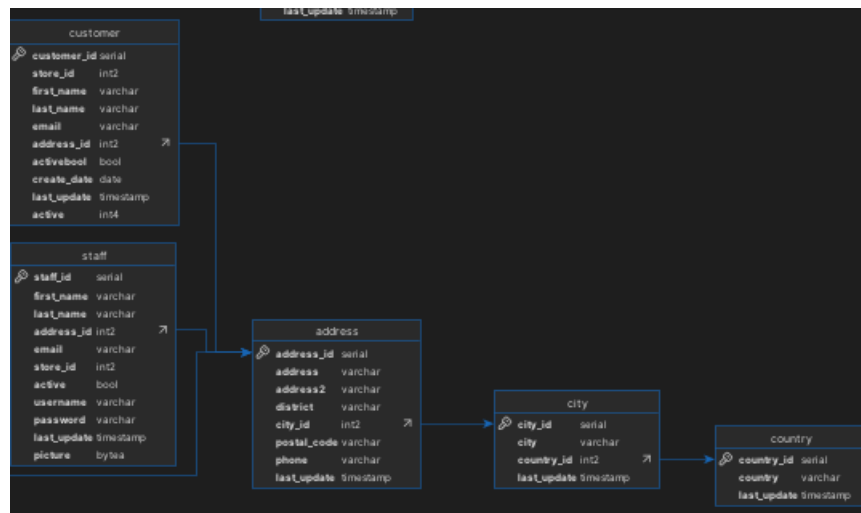 last_update timestamp
customer
customer_id serial
store_id int2
first_name varchar
last_name varchar
email varchar
address_id int2
activebool bool
create_date date
last_update timestamp
active int4
staff
staff_id serial
first_name varchar
last_name varchar
address_id int2
email varchar
store_id int2
active bool
username varchar
password varchar
last_update timestamp
picture bytea
address
address_id serial
address varchar
address2 varchar
district varchar
city_id int2
postal_code varchar
phone varchar
last_update timestamp
city
city_id serial
city varchar
country_id int2
last_update timestamp
country
country_id serial
country varchar
last_update timestamp